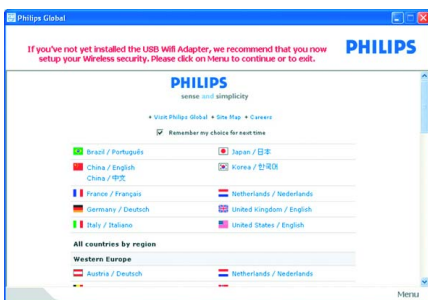 Philips Global
If you've not yet installed the USB Wifi Adapter, we recommend that you now
setup your Wireless security. Please click on Menu to continue or to exit.
PHILIPS
PHILIPS
sense and simplicity
• Visit Philips Global • Site Map • Careers
Remember my choice for next time
Brazil / Português
Japan / 日本
China / English
China / 中文
Korea / 한국어
France / Français
Netherlands / Nederlands
Germany / Deutsch
United Kingdom / English
Italy / Italiano
United States / English
All countries by region
Western Europe
Austria / Deutsch
Netherlands / Nederlands
Menu